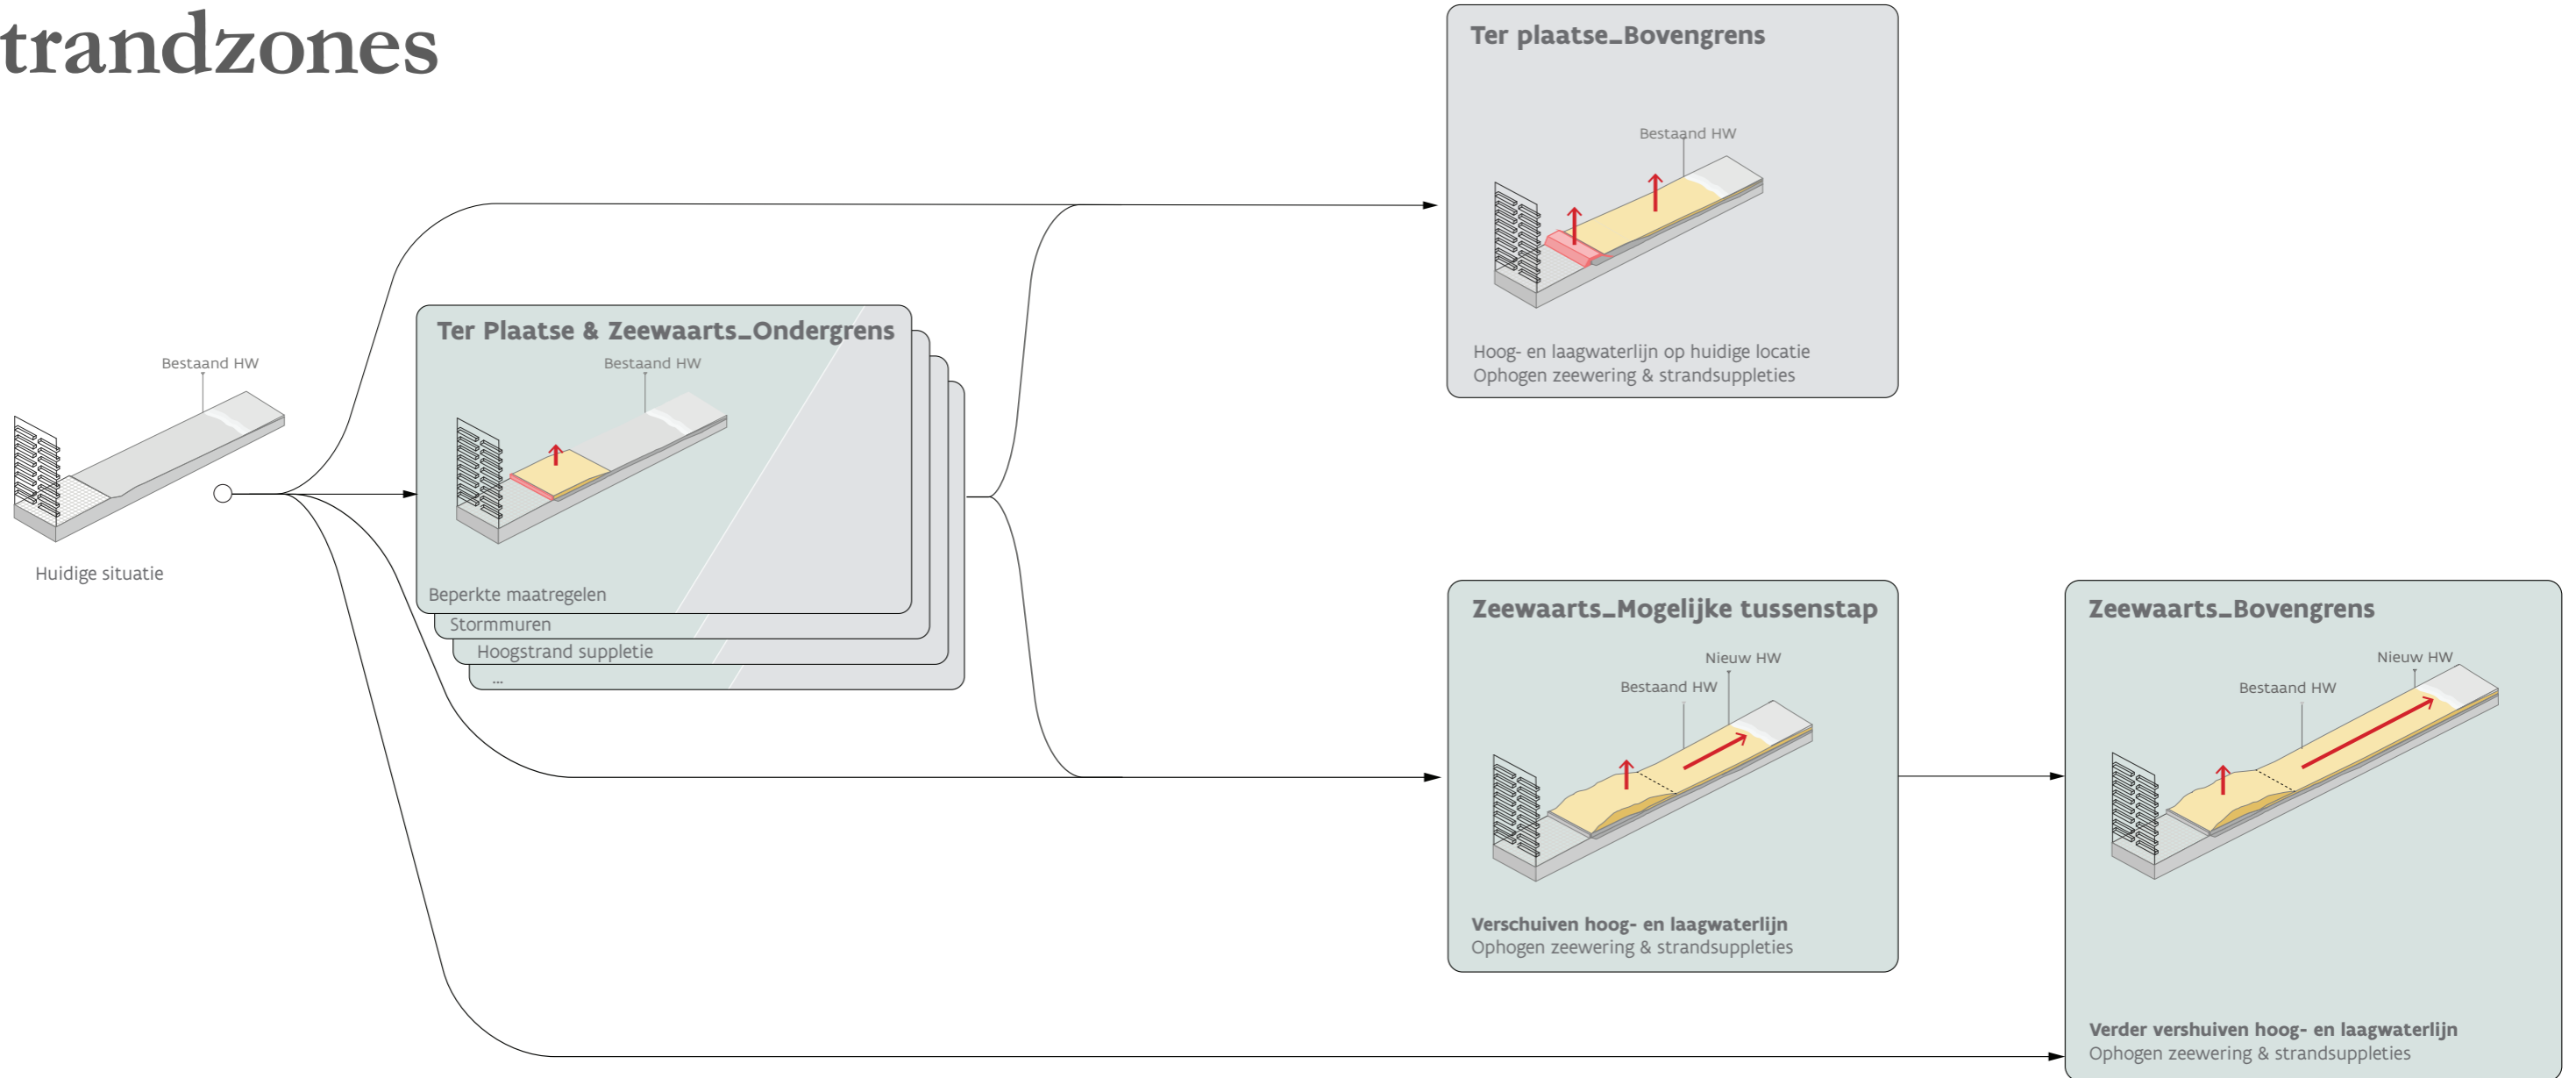 trandzones
Bestaand HW
Huidige situatie
Ter Plaatse & Zeewaarts_Ondergrens
Bestaand HW
Beperkte maatregelen
Stormmuren
Hoogstrand suppletie
...
Ter plaatse_Bovengrens
Bestaand HW
Hoog- en laagwaterlijn op huidige locatie
Ophogen zeewering & strandsuppleties
Zeewaarts_Mogelijke tussenstap
Nieuw HW
Bestaand HW
Verschuiven hoog- en laagwaterlijn
Ophogen zeewering & strandsuppleties
Zeewaarts_Bovengrens
Nieuw HW
Bestaand HW
Verder vershuiven hoog- en laagwaterlijn
Ophogen zeewering & strandsuppleties